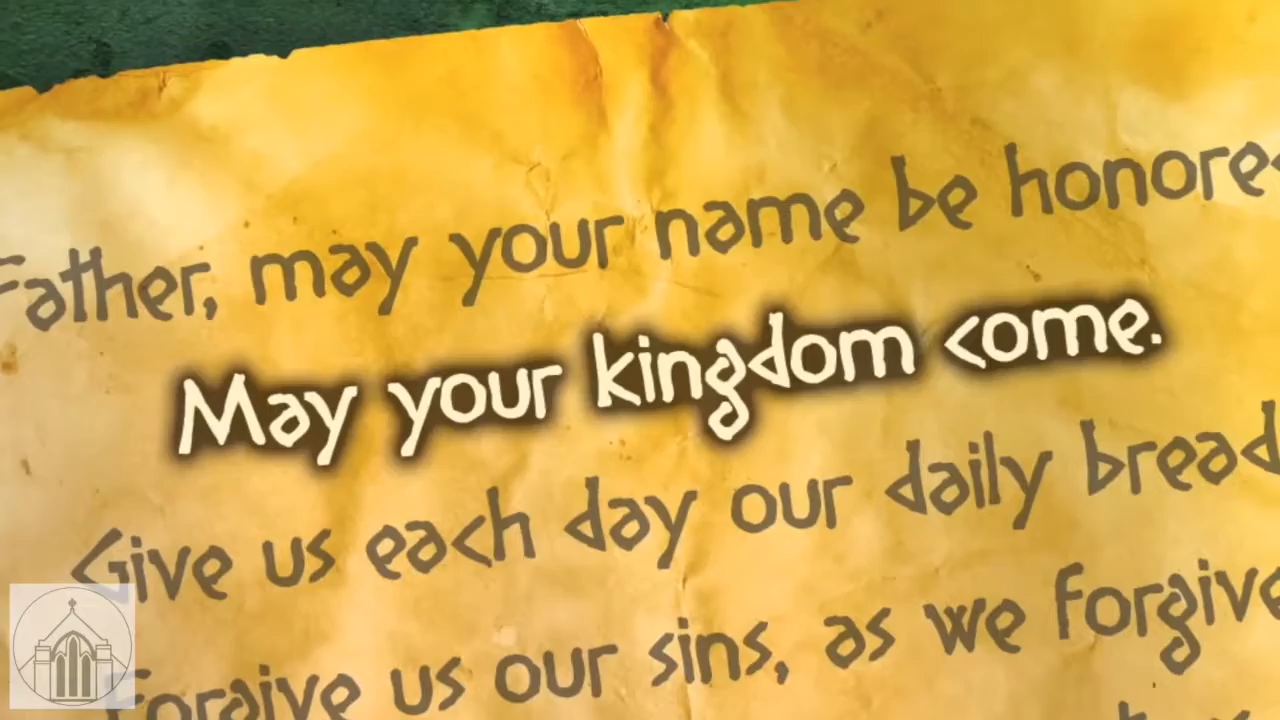 Father, may your name be honore
May your kingdom come.
Give us each day our daily bread
Forgive us our sins, as we forgive